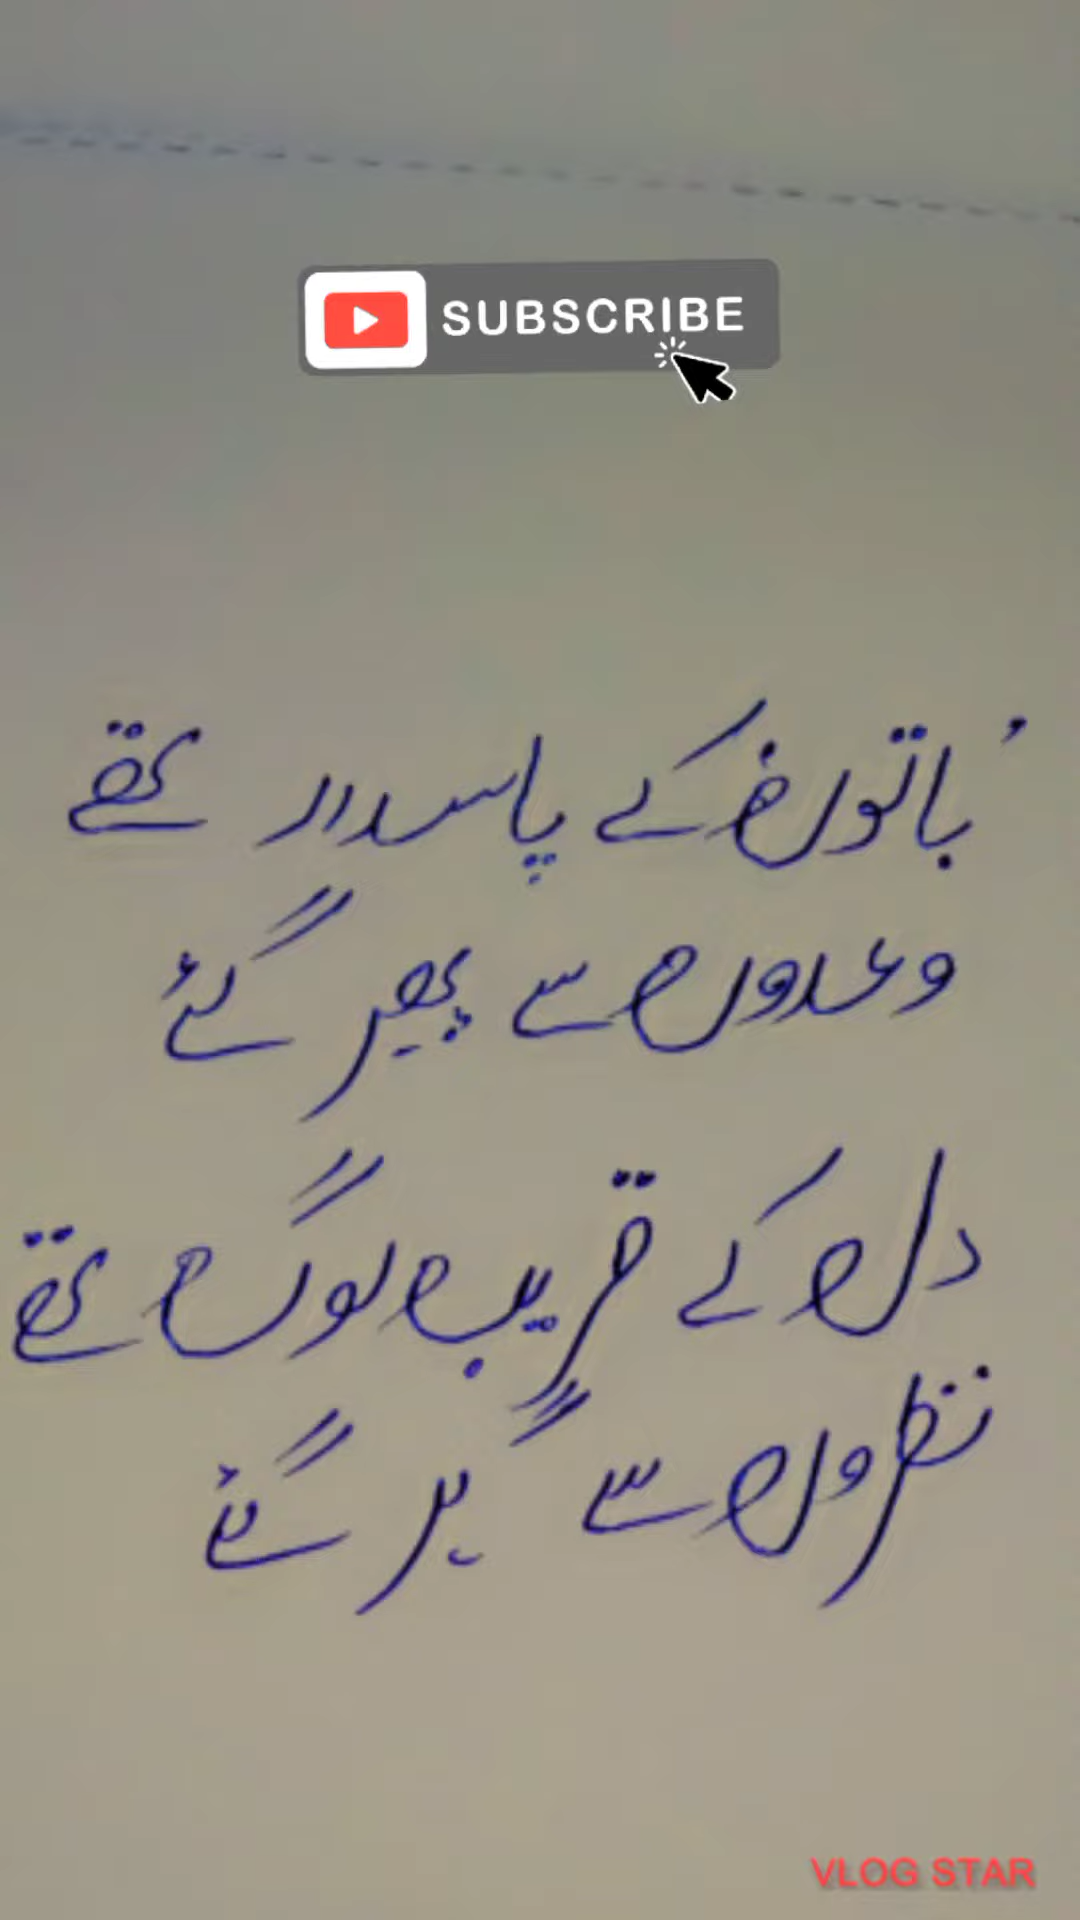 SUBSCRIBE
باتوں کے پاسدار تھے
وعدوں سے پھر گئے
دل کے قریب لوگ تھے
نظروں سے گر گئے
VLOG STAR